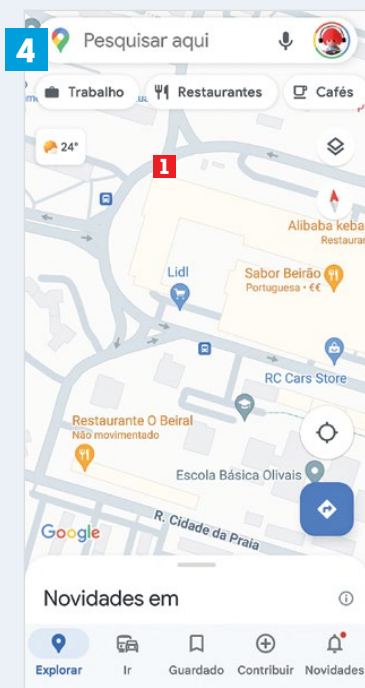 4
Pesquisar aqui
Trabalho
Restaurantes
Cafés
24°
1
Alibaba keba
Restauran
Lidl
Sabor Beirão
Portuguesa • €€
RC Cars Store
Restaurante O Beiral
Não movimentado
Escola Básica Olivais
R. Cidade da Praia
Google
Novidades em
Explorar
Ir
Guardado
Contribuir
Novidades